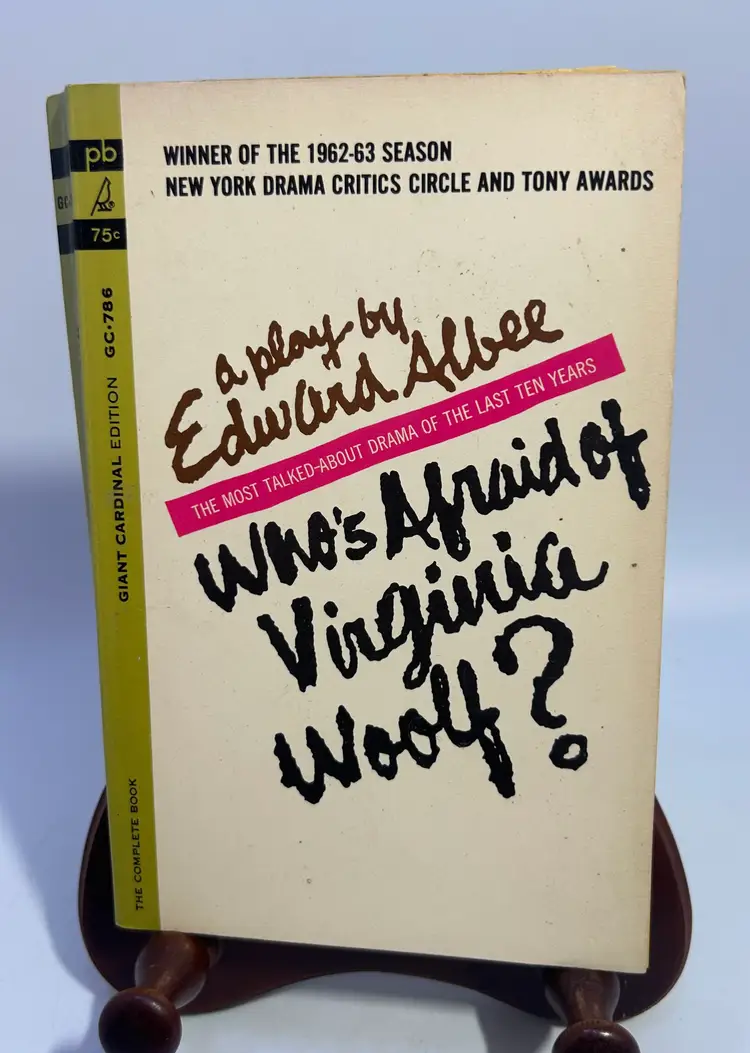 WINNER OF THE 1962-63 SEASON
NEW YORK DRAMA CRITICS CIRCLE AND TONY AWARDS
pb
GC-
75c
GIANT CARDINAL EDITION GC·786
THE COMPLETE BOOK
a play by
Edward Albee
THE MOST TALKED-ABOUT DRAMA OF THE LAST TEN YEARS
Who's Afraid of
Virginia
Woolf?